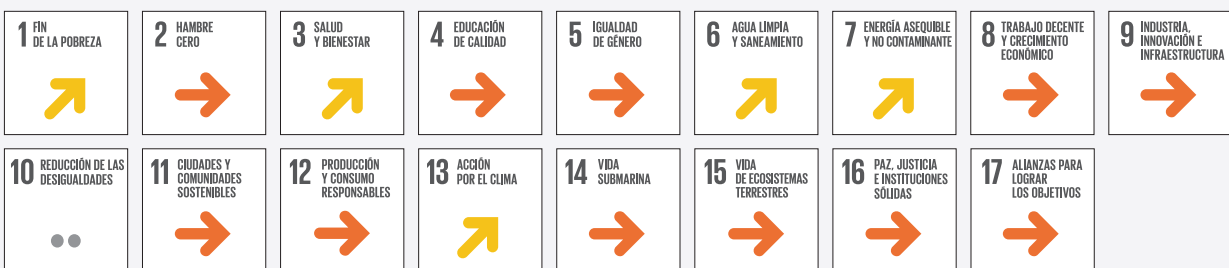 1 FIN
DE LA POBREZA
2 HAMBRE
CERO
3 SALUD
Y BIENESTAR
4 EDUCACIÓN
DE CALIDAD
5 IGUALDAD
DE GÉNERO
6 AGUA LIMPIA
Y SANEAMIENTO
7 ENERGÍA ASEQUIBLE
Y NO CONTAMINANTE
8 TRABAJO DECENTE
Y CRECIMIENTO
ECONÓMICO
9 INDUSTRIA,
INNOVACIÓN E
INFRAESTRUCTURA
10 REDUCCIÓN DE LAS
DESIGUALDADES
11 CIUDADES Y
COMUNIDADES
SOSTENIBLES
12 PRODUCCIÓN
Y CONSUMO
RESPONSABLES
13 ACCIÓN
POR EL CLIMA
14 VIDA
SUBMARINA
15 VIDA
DE ECOSISTEMAS
TERRESTRES
16 PAZ, JUSTICIA
E INSTITUCIONES
SÓLIDAS
17 ALIANZAS PARA
LOGRAR
LOS OBJETIVOS